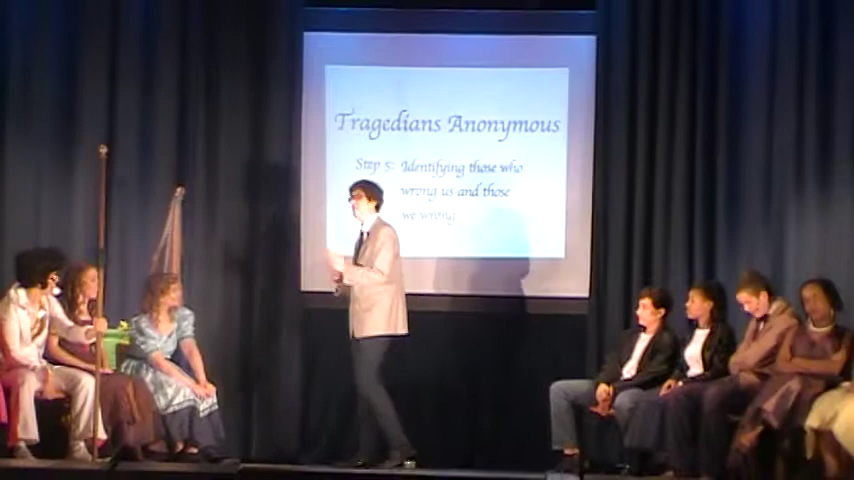 Tragedians Anonymous
Step 5: Identifying those who
wrong us and those
we wrong